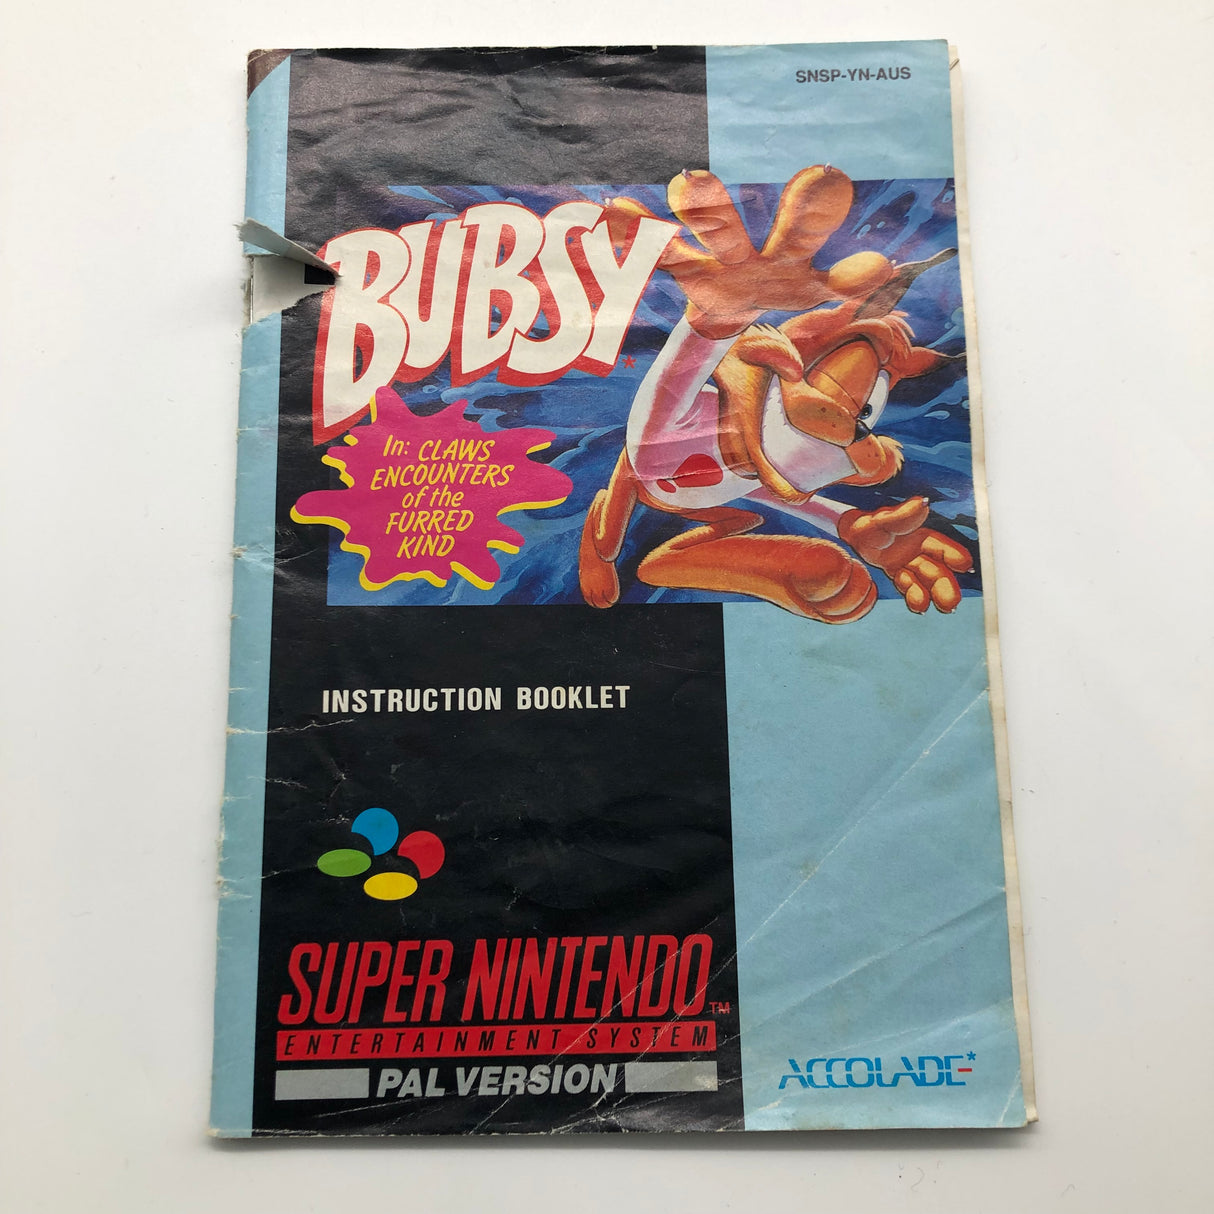 SNSP-YN-AUS
BUBSY*
In: CLAWS
ENCOUNTERS
of the
FURRED
KIND
INSTRUCTION BOOKLET
SUPER NINTENDO TM
ENTERTAINMENT SYSTEM
PAL VERSION
ACCOLADE*